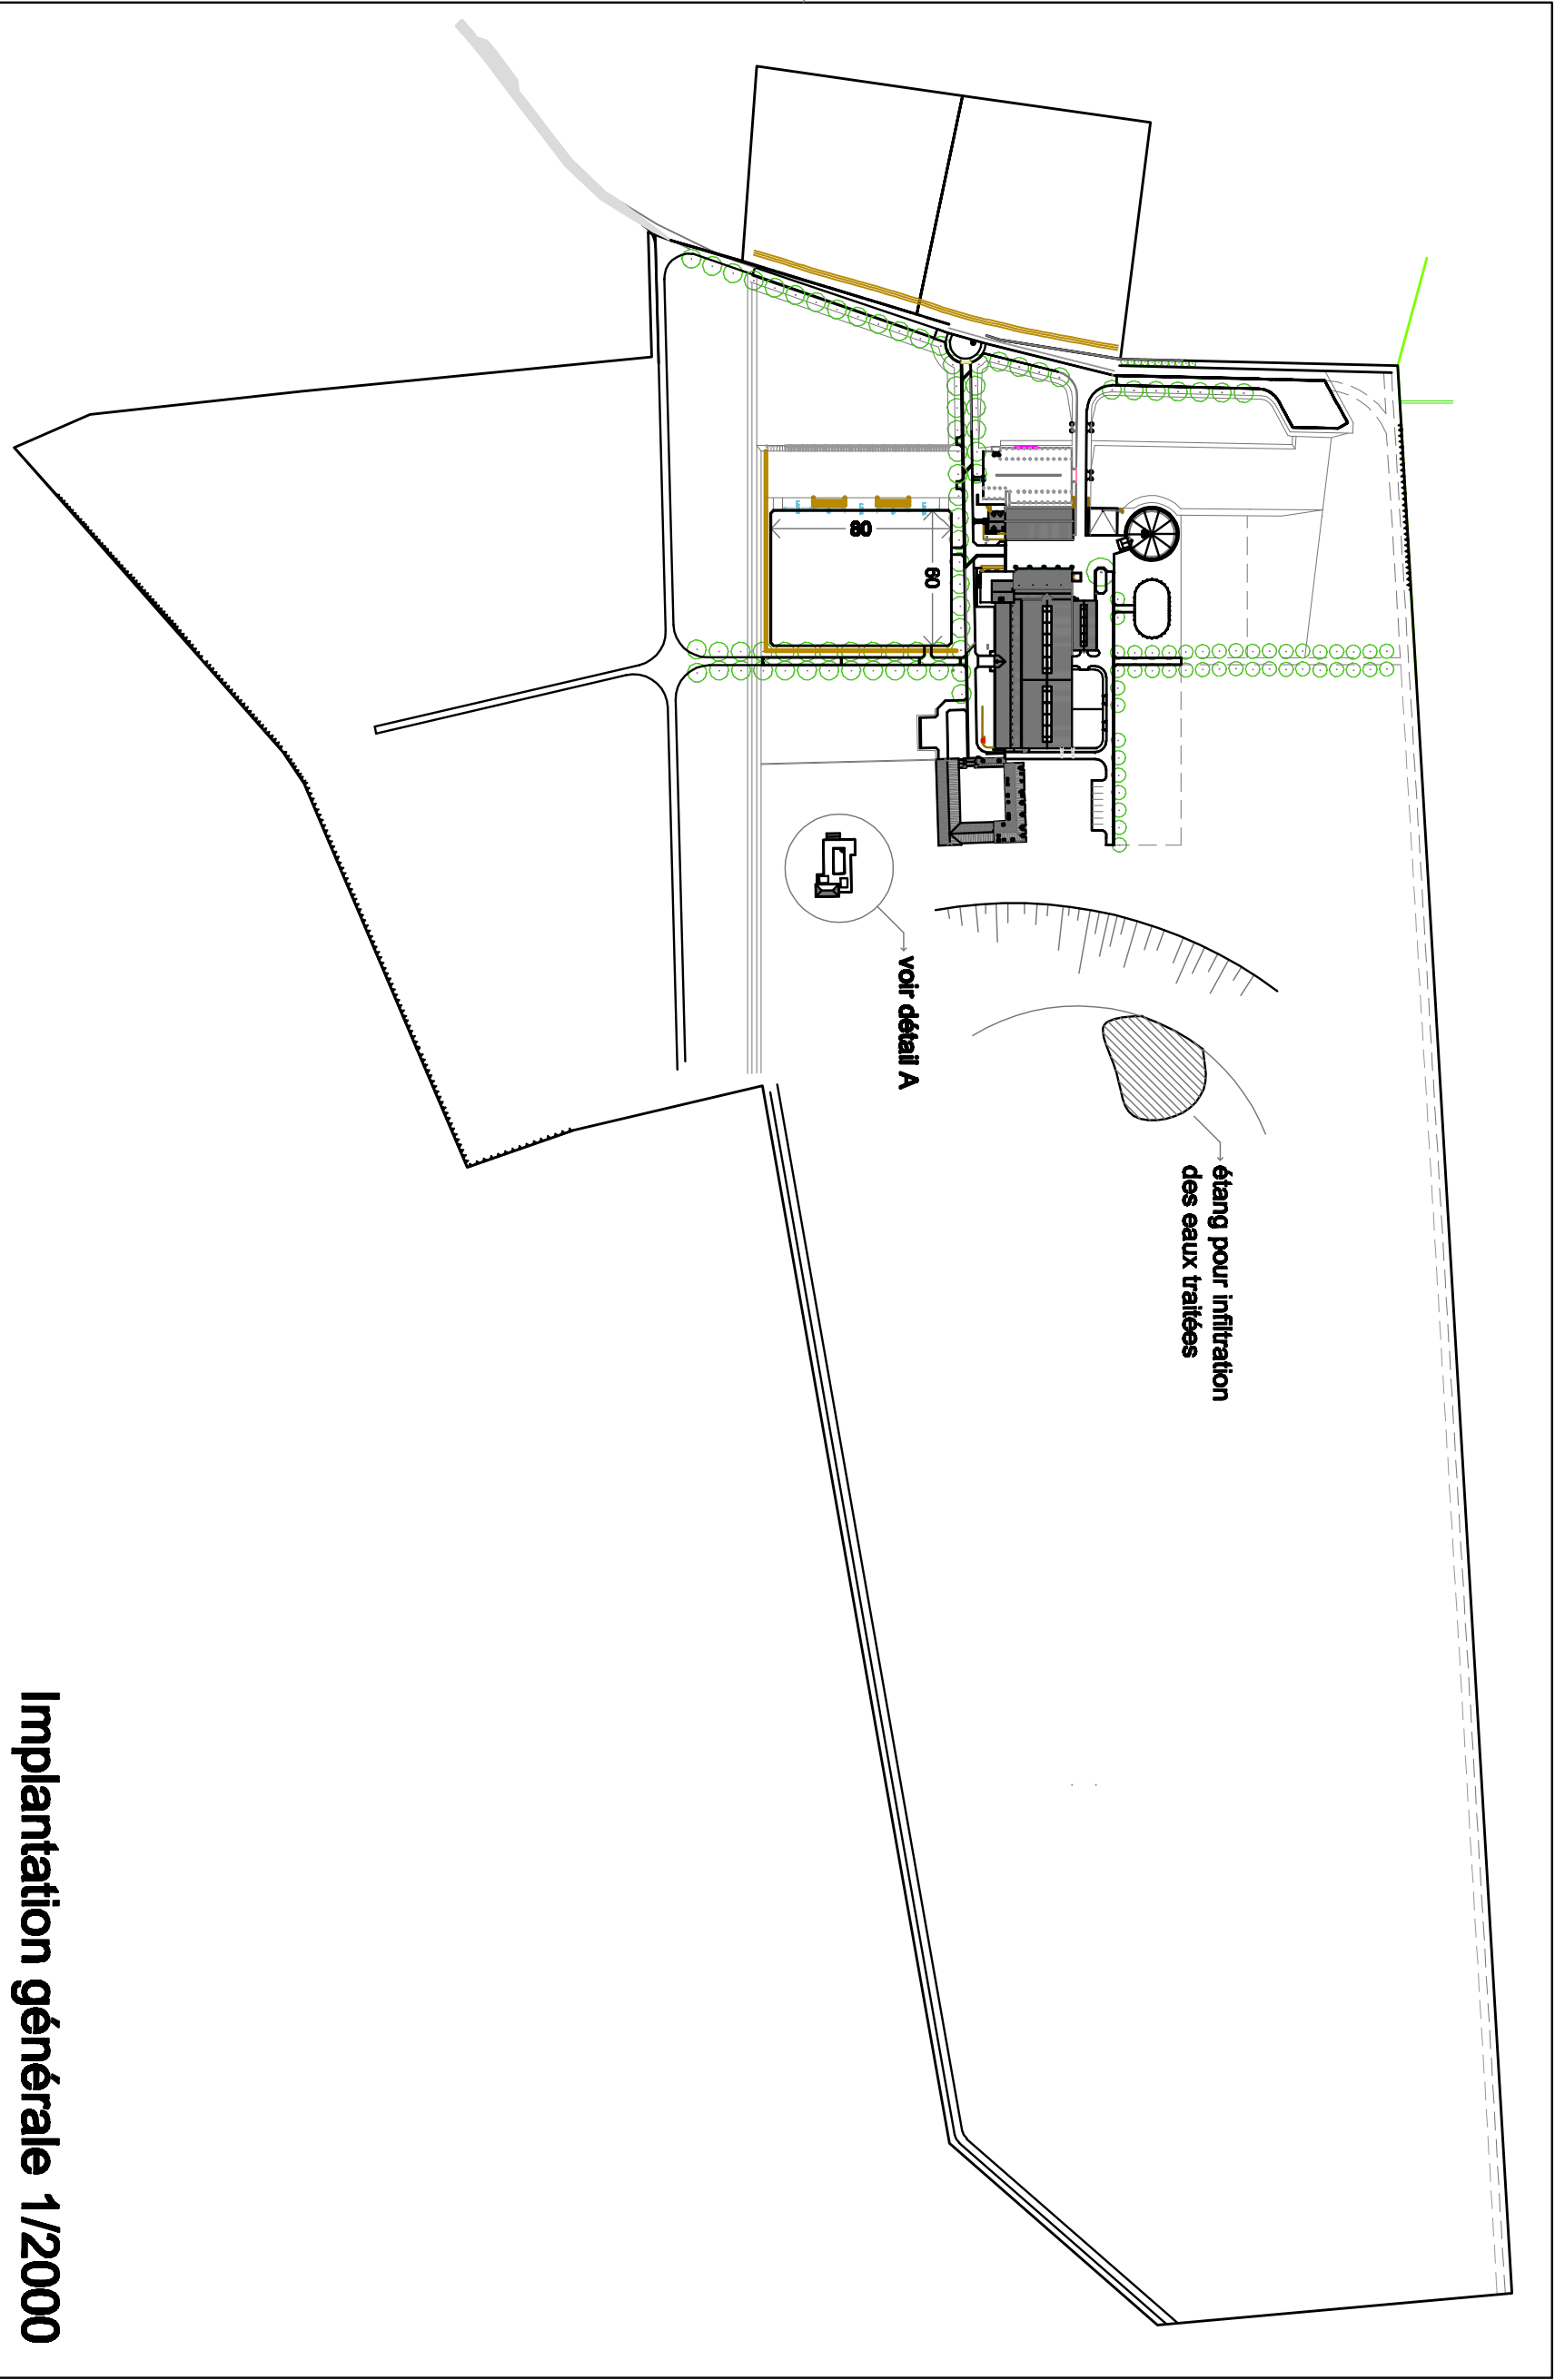 80
60
voir détail A
étang pour infiltration
des eaux traitées
Implantation générale 1/2000